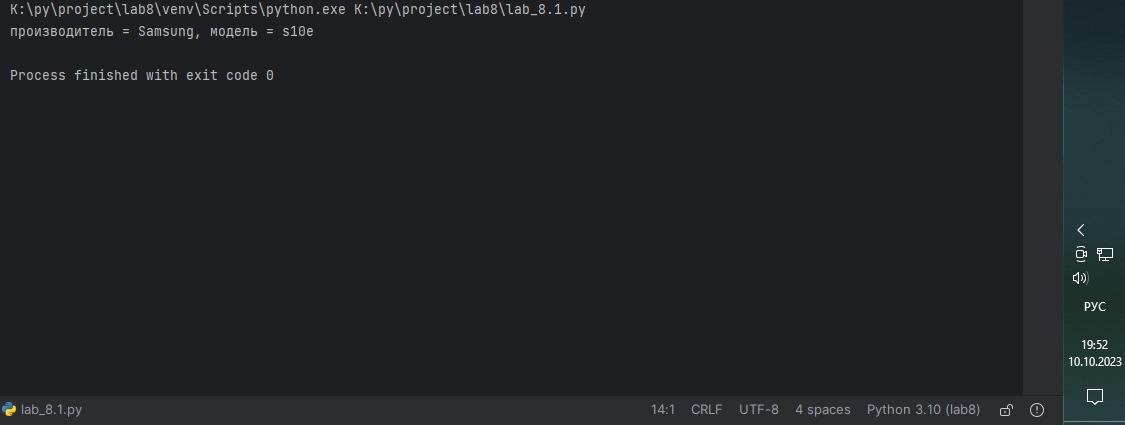 K:\py\project\lab8\venv\Scripts\python.exe K:\py\project\lab8\lab_8.1.py
производитель = Samsung, модель = s10e
Process finished with exit code 0
РУС
19:52
10.10.2023
lab_8.1.py 14:1 CRLF UTF-8 4 spaces Python 3.10 (lab8)